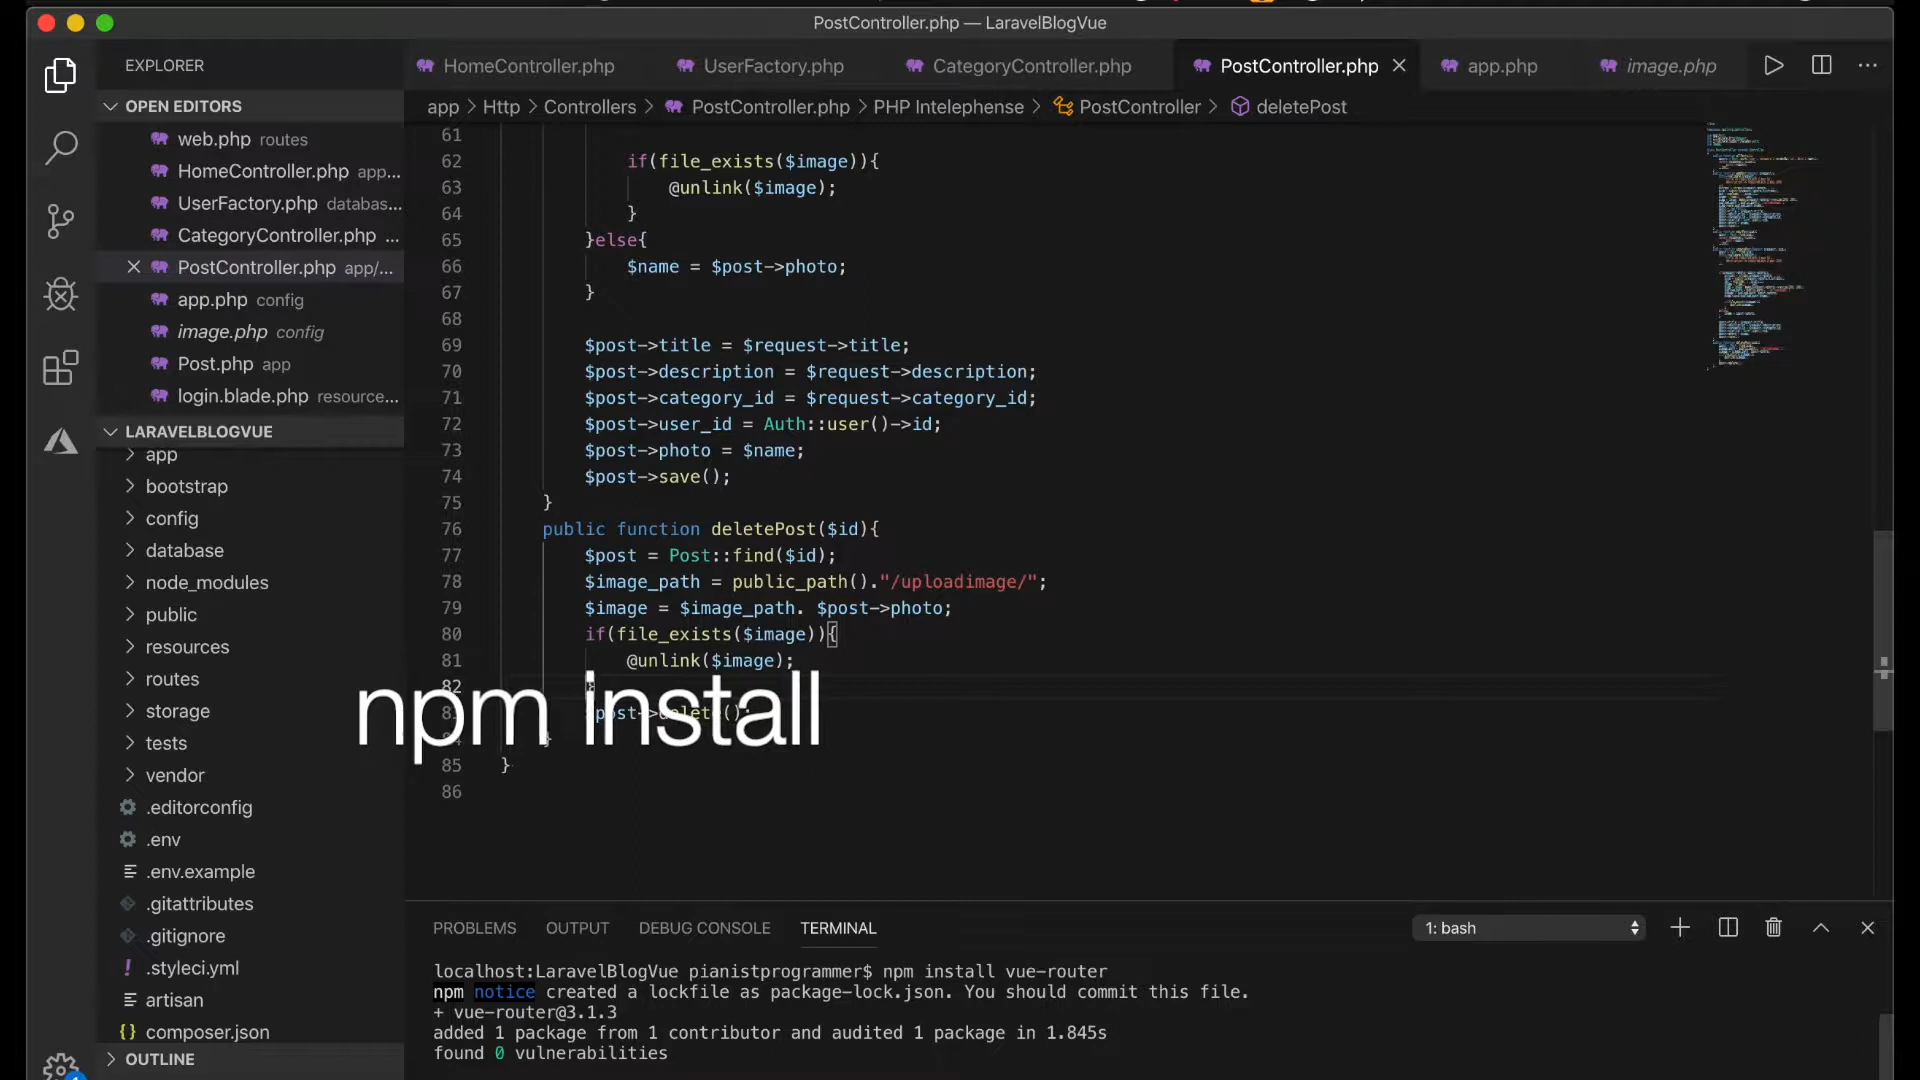 PostController.php — LaravelBlogVue
EXPLORER
HomeController.php
UserFactory.php
CategoryController.php
PostController.php
app.php
image.php
OPEN EDITORS
app > Http > Controllers > PostController.php > PHP Intelephense > PostController > deletePost
web.php routes
HomeController.php app...
UserFactory.php databas...
CategoryController.php ...
PostController.php app/...
app.php config
image.php config
Post.php app
login.blade.php resource...
LARAVELBLOGVUE
app
bootstrap
config
database
node_modules
public
resources
routes
storage
tests
vendor
.editorconfig
.env
.env.example
.gitattributes
.gitignore
.styleci.yml
artisan
composer.json
OUTLINE
61
62 if(file_exists($image)){
63 @unlink($image);
64 }
65 }else{
66 $name = $post->photo;
67 }
68
69 $post->title = $request->title;
70 $post->description = $request->description;
71 $post->category_id = $request->category_id;
72 $post->user_id = Auth::user()->id;
73 $post->photo = $name;
74 $post->save();
75 }
76 public function deletePost($id){
77 $post = Post::find($id);
78 $image_path = public_path()."/uploadimage/";
79 $image = $image_path. $post->photo;
80 if(file_exists($image)){
81 @unlink($image);
82 }
83 $post->delete();
84 }
85 }
86
npm install
PROBLEMS OUTPUT DEBUG CONSOLE TERMINAL
1: bash
localhost:LaravelBlogVue pianistprogrammer$ npm install vue-router
npm notice created a lockfile as package-lock.json. You should commit this file.
+ vue-router@3.1.3
added 1 package from 1 contributor and audited 1 package in 1.845s
found 0 vulnerabilities